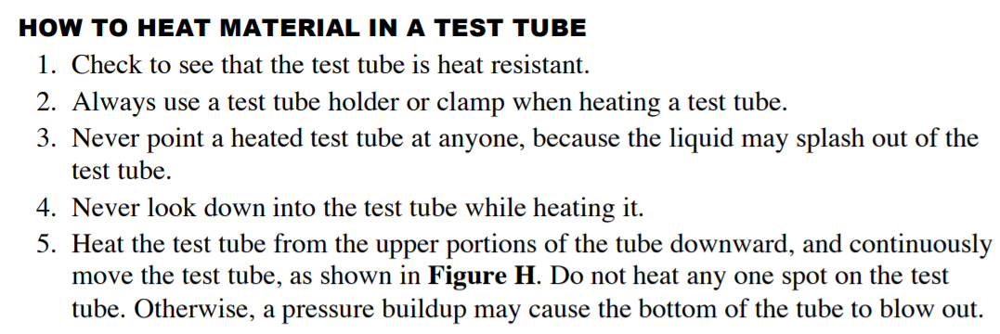 HOW TO HEAT MATERIAL IN A TEST TUBE
1. Check to see that the test tube is heat resistant.
2. Always use a test tube holder or clamp when heating a test tube.
3. Never point a heated test tube at anyone, because the liquid may splash out of the
test tube.
4. Never look down into the test tube while heating it.
5. Heat the test tube from the upper portions of the tube downward, and continuously
move the test tube, as shown in Figure H. Do not heat any one spot on the test
tube. Otherwise, a pressure buildup may cause the bottom of the tube to blow out.